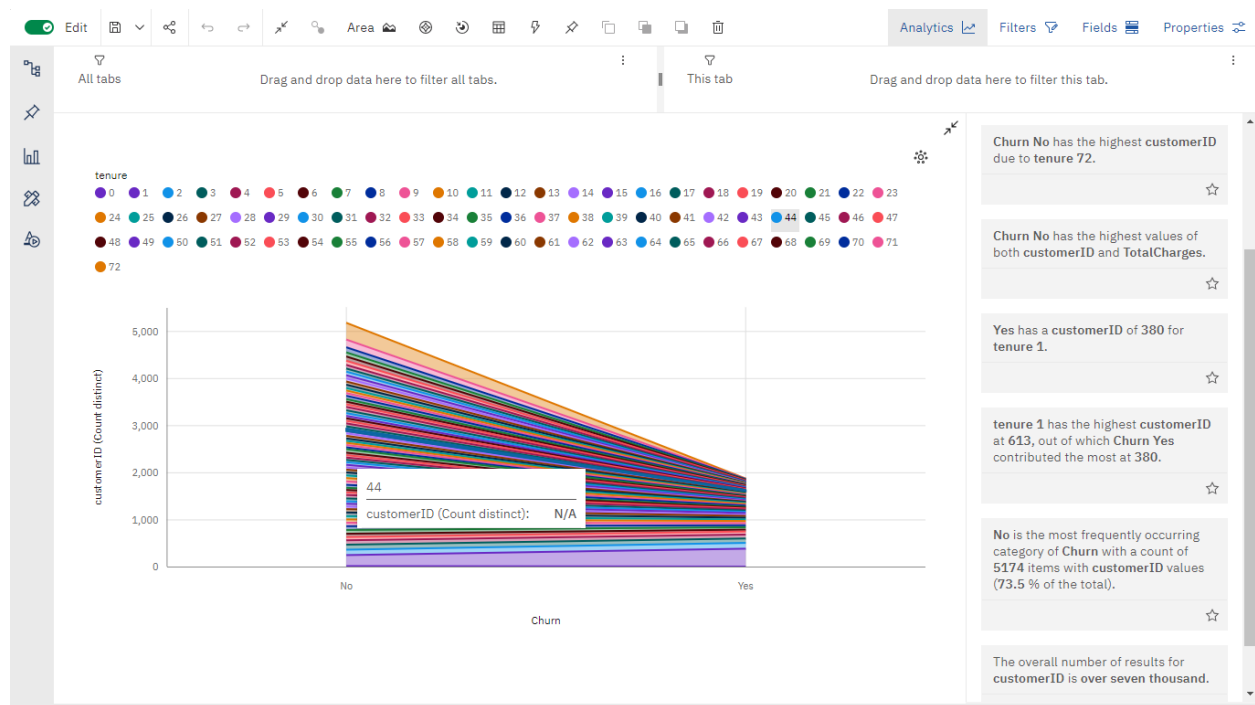 Edit
Area
Analytics
Filters
Fields
Properties
All tabs
Drag and drop data here to filter all tabs.
This tab
Drag and drop data here to filter this tab.
tenure
0 1 2 3 4 5 6 7 8 9 10 11 12 13 14 15 16 17 18 19 20 21 22 23
24 25 26 27 28 29 30 31 32 33 34 35 36 37 38 39 40 41 42 43 44 45 46 47
48 49 50 51 52 53 54 55 56 57 58 59 60 61 62 63 64 65 66 67 68 69 70 71
72
customerID (Count distinct)
5,000
4,000
3,000
2,000
1,000
0
44
customerID (Count distinct): N/A
No
Yes
Churn
Churn No has the highest customerID
due to tenure 72.
Churn No has the highest values of
both customerID and TotalCharges.
Yes has a customerID of 380 for
tenure 1.
tenure 1 has the highest customerID
at 613, out of which Churn Yes
contributed the most at 380.
No is the most frequently occurring
category of Churn with a count of
5174 items with customerID values
(73.5 % of the total).
The overall number of results for
customerID is over seven thousand.